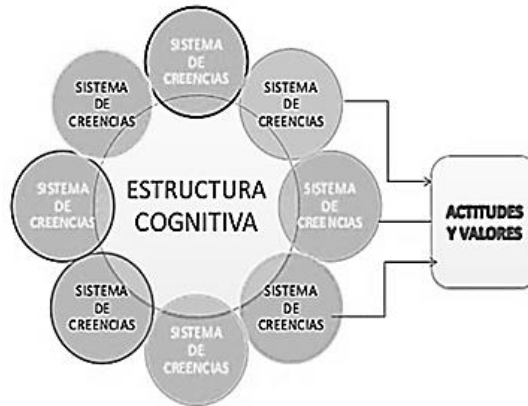 SISTEMA
DE
CREENCIAS
SISTEMA
DE
CREENCIAS
SISTEMA
DE
CREENCIAS
SISTEMA
DE
CREENCIAS
ESTRUCTURA
COGNITIVA
SISTEMA
DE
CREENCIAS
ACTITUDES
Y VALORES
SISTEMA
DE
CREENCIAS
SISTEMA
DE
CREENCIAS
SISTEMA
DE
CREENCIAS